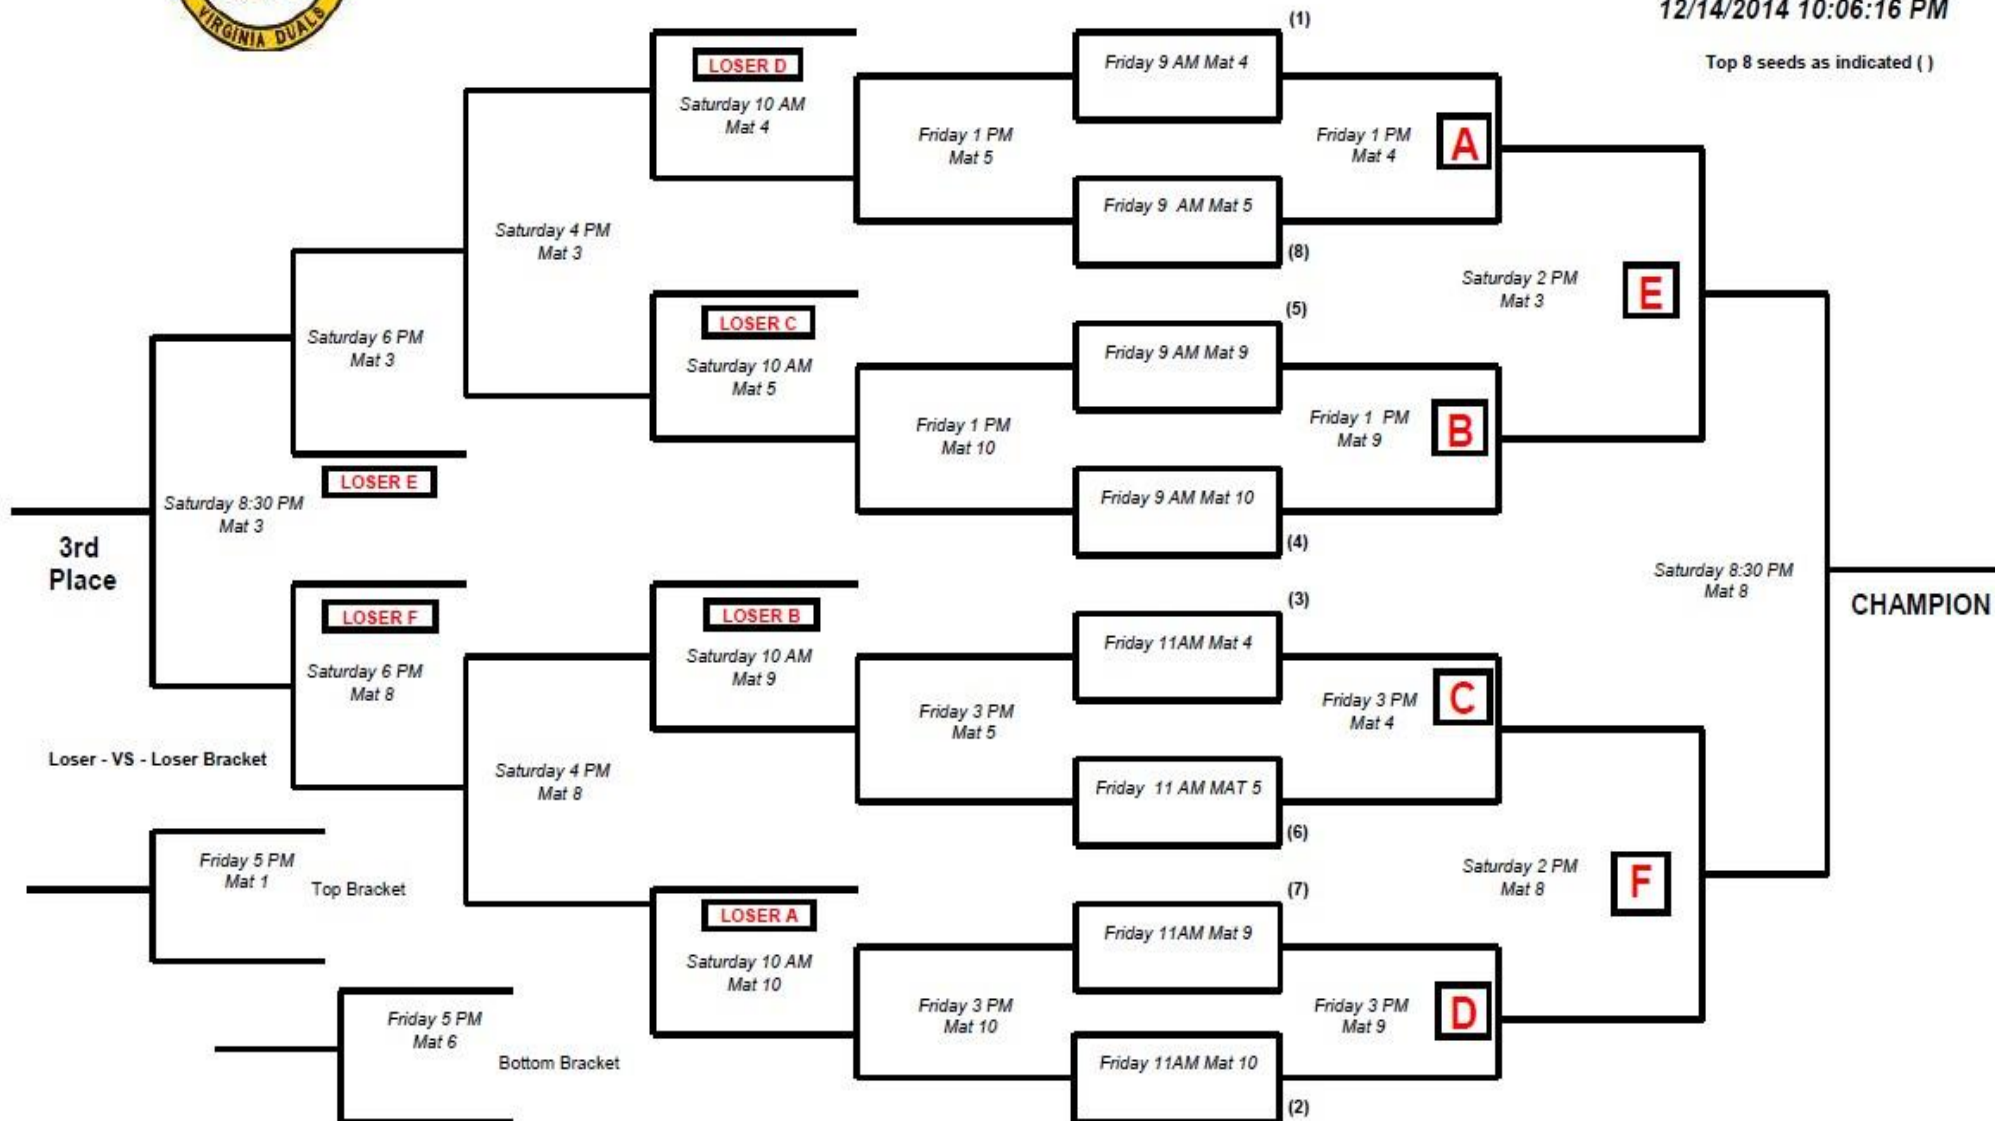 VIRGINIA DUALS
12/14/2014 10:06:16 PM
Top 8 seeds as indicated ( )
(1)
Friday 9 AM Mat 4
LOSER D
Saturday 10 AM
Mat 4
Friday 1 PM
Mat 5
Friday 1 PM
Mat 4
A
Friday 9 AM Mat 5
(8)
Saturday 4 PM
Mat 3
Saturday 2 PM
Mat 3
E
(5)
LOSER C
Saturday 10 AM
Mat 5
Friday 9 AM Mat 9
Saturday 6 PM
Mat 3
Friday 1 PM
Mat 10
Friday 1 PM
Mat 9
B
LOSER E
Friday 9 AM Mat 10
(4)
Saturday 8:30 PM
Mat 3
3rd
Place
Saturday 8:30 PM
Mat 8
CHAMPION
(3)
LOSER F
Saturday 6 PM
Mat 8
LOSER B
Saturday 10 AM
Mat 9
Friday 11AM Mat 4
Friday 3 PM
Mat 5
Friday 3 PM
Mat 4
C
Loser - VS - Loser Bracket
Saturday 4 PM
Mat 8
Friday 11 AM MAT 5
(6)
Friday 5 PM
Mat 1
Top Bracket
Saturday 2 PM
Mat 8
F
(7)
LOSER A
Saturday 10 AM
Mat 10
Friday 11AM Mat 9
Friday 5 PM
Mat 6
Bottom Bracket
Friday 3 PM
Mat 10
Friday 3 PM
Mat 9
D
Friday 11AM Mat 10
(2)